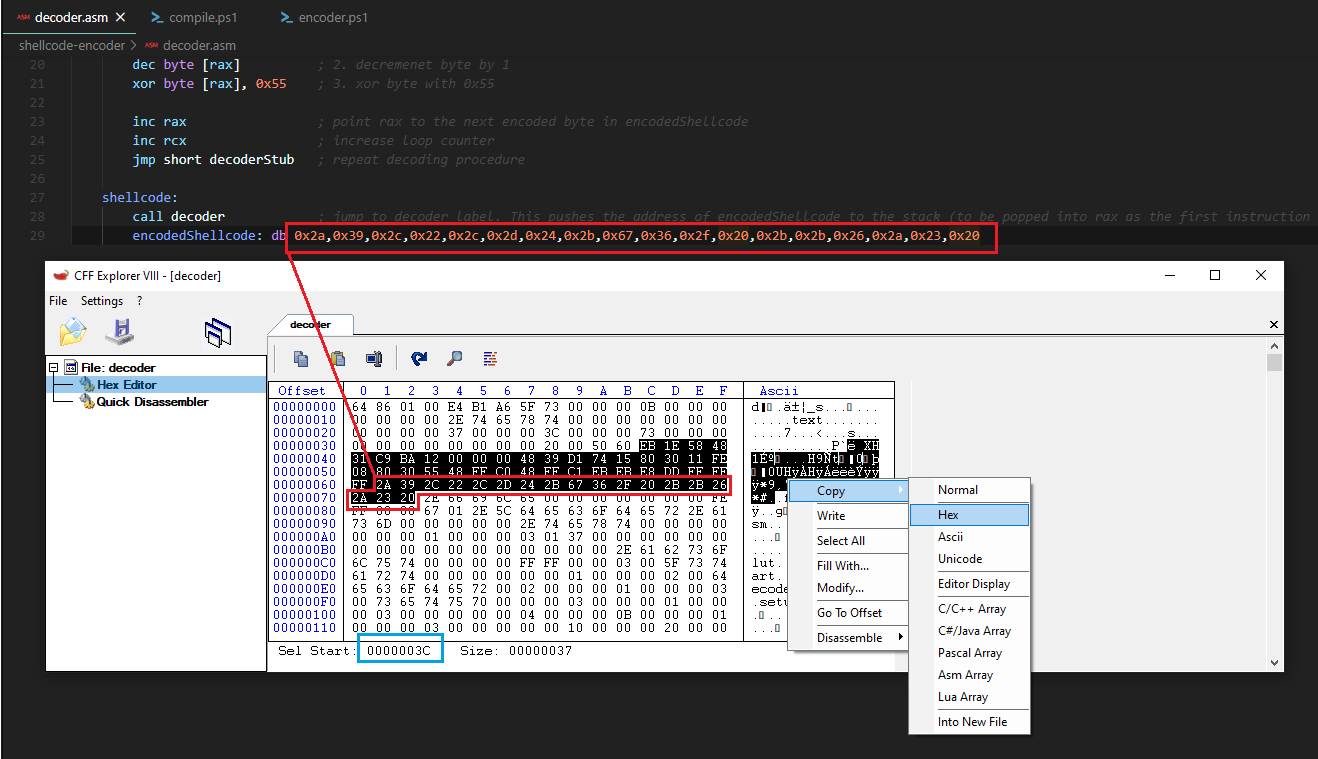 decoder.asm
compile.ps1
encoder.ps1
shellcode-encoder > decoder.asm
20 dec byte [rax] ; 2. decremenet byte by 1
21 xor byte [rax], 0x55 ; 3. xor byte with 0x55
22
23 inc rax ; point rax to the next encoded byte in encodedShellcode
24 inc rcx ; increase loop counter
25 jmp short decoderStub ; repeat decoding procedure
26
27 shellcode:
28 call decoder ; jump to decoder label. This pushes the address of encodedShellcode to the stack (to be popped into rax as the first instruction
29 encodedShellcode: db 0x2a,0x39,0x2c,0x22,0x2c,0x2d,0x24,0x2b,0x67,0x36,0x2f,0x20,0x2b,0x2b,0x26,0x2a,0x23,0x20
CFF Explorer VIII - [decoder]
File Settings ?
decoder
File: decoder
Hex Editor
Quick Disassembler
Offset 0 1 2 3 4 5 6 7 8 9 A B C D E F Ascii
00000000 64 86 01 00 E4 B1 A6 5F 73 00 00 00 0B 00 00 00
00000010 00 00 00 00 2E 74 65 78 74 00 00 00 00 00 00 00 .....text.......
00000020 00 00 00 00 37 00 00 00 3C 00 00 00 73 00 00 00 ....7...<...s...
00000030 00 00 00 00 00 00 00 00 20 00 50 60 EB 1E 58 48
00000040 31 C9 BA 12 00 00 00 48 39 D1 74 15 80 30 11 FE
00000050 08 80 30 55 48 FF C0 48 FF C1 EB EB E8 DD FF FF
00000060 FF 2A 39 2C 22 2C 2D 24 2B 67 36 2F 20 2B 2B 26
00000070 2A 23 20 2E 66 69 6C 65 00 00 00 00 00 00 00 FE
00000080 FF 00 00 67 01 2E 5C 64 65 63 6F 64 65 72 2E 61
00000090 73 6D 00 00 00 00 00 2E 74 65 78 74 00 00 00 00
000000A0 00 00 00 01 00 00 00 03 01 37 00 00 00 00 00 00
000000B0 00 00 00 00 00 00 00 00 00 00 00 2E 61 62 73 6F
000000C0 6C 75 74 00 00 00 00 FF FF 00 00 03 00 5F 73 74
000000D0 61 72 74 00 00 00 00 00 00 01 00 00 00 02 00 64
000000E0 65 63 6F 64 65 72 00 02 00 00 00 01 00 00 00 03
000000F0 00 73 65 74 75 70 00 00 00 03 00 00 00 01 00 00
00000100 00 03 00 00 00 00 00 04 00 00 00 0B 00 00 00 01
00000110 00 00 00 03 00 00 00 00 00 10 00 00 00 20 00 00
Sel Start: 0000003C Size: 00000037
Copy
Write
Select All
Fill With...
Modify...
Go To Offset
Disassemble
Normal
Hex
Ascii
Unicode
Editor Display
C/C++ Array
C#/Java Array
Pascal Array
Asm Array
Lua Array
Into New File